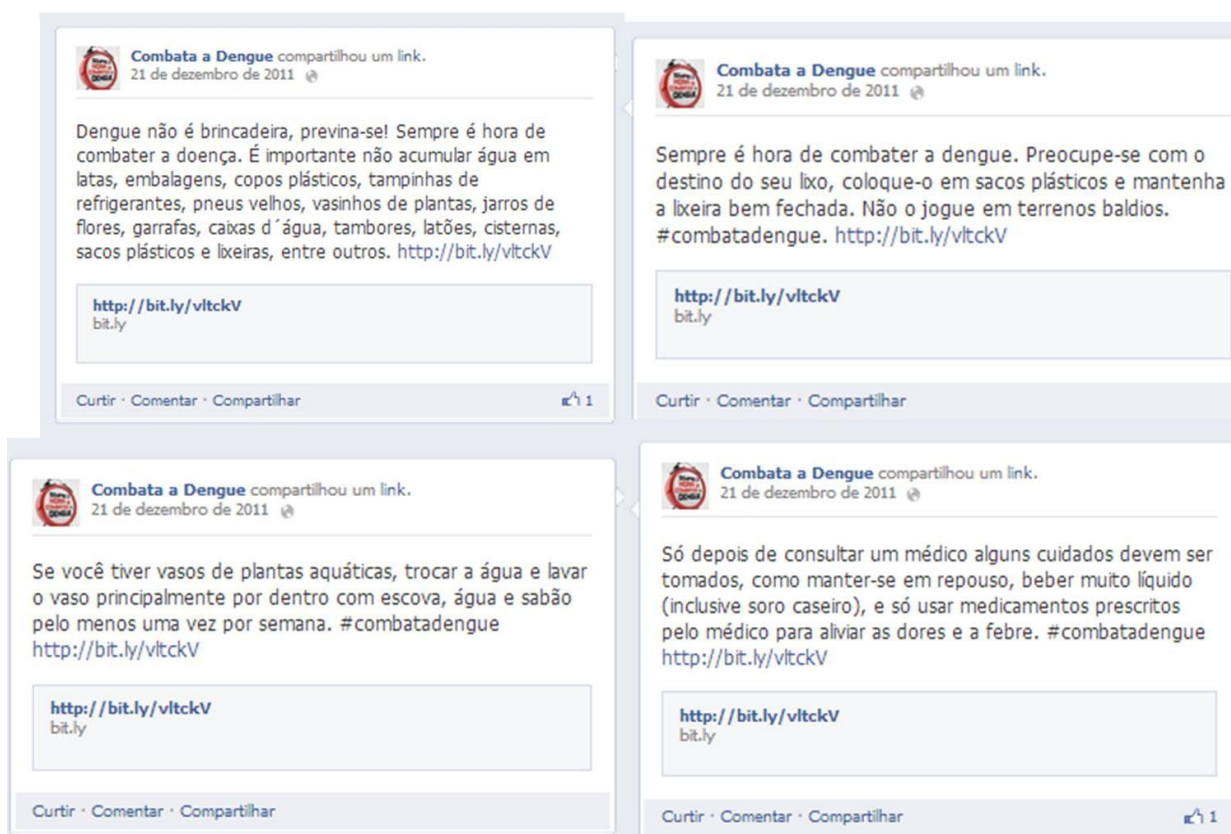 Combata a Dengue compartilhou um link.
21 de dezembro de 2011
Dengue não é brincadeira, previna-se! Sempre é hora de
combater a doença. É importante não acumular água em
latas, embalagens, copos plásticos, tampinhas de
refrigerantes, pneus velhos, vasinhos de plantas, jarros de
flores, garrafas, caixas d´água, tambores, latões, cisternas,
sacos plásticos e lixeiras, entre outros. http://bit.ly/vltckV
http://bit.ly/vltckV
bit.ly
Curtir · Comentar · Compartilhar 1
Combata a Dengue compartilhou um link.
21 de dezembro de 2011
Sempre é hora de combater a dengue. Preocupe-se com o
destino do seu lixo, coloque-o em sacos plásticos e mantenha
a lixeira bem fechada. Não o jogue em terrenos baldios.
#combatadengue. http://bit.ly/vltckV
http://bit.ly/vltckV
bit.ly
Curtir · Comentar · Compartilhar
Combata a Dengue compartilhou um link.
21 de dezembro de 2011
Se você tiver vasos de plantas aquáticas, trocar a água e lavar
o vaso principalmente por dentro com escova, água e sabão
pelo menos uma vez por semana. #combatadengue
http://bit.ly/vltckV
http://bit.ly/vltckV
bit.ly
Curtir · Comentar · Compartilhar
Combata a Dengue compartilhou um link.
21 de dezembro de 2011
Só depois de consultar um médico alguns cuidados devem ser
tomados, como manter-se em repouso, beber muito líquido
(inclusive soro caseiro), e só usar medicamentos prescritos
pelo médico para aliviar as dores e a febre. #combatadengue
http://bit.ly/vltckV
http://bit.ly/vltckV
bit.ly
Curtir · Comentar · Compartilhar 1